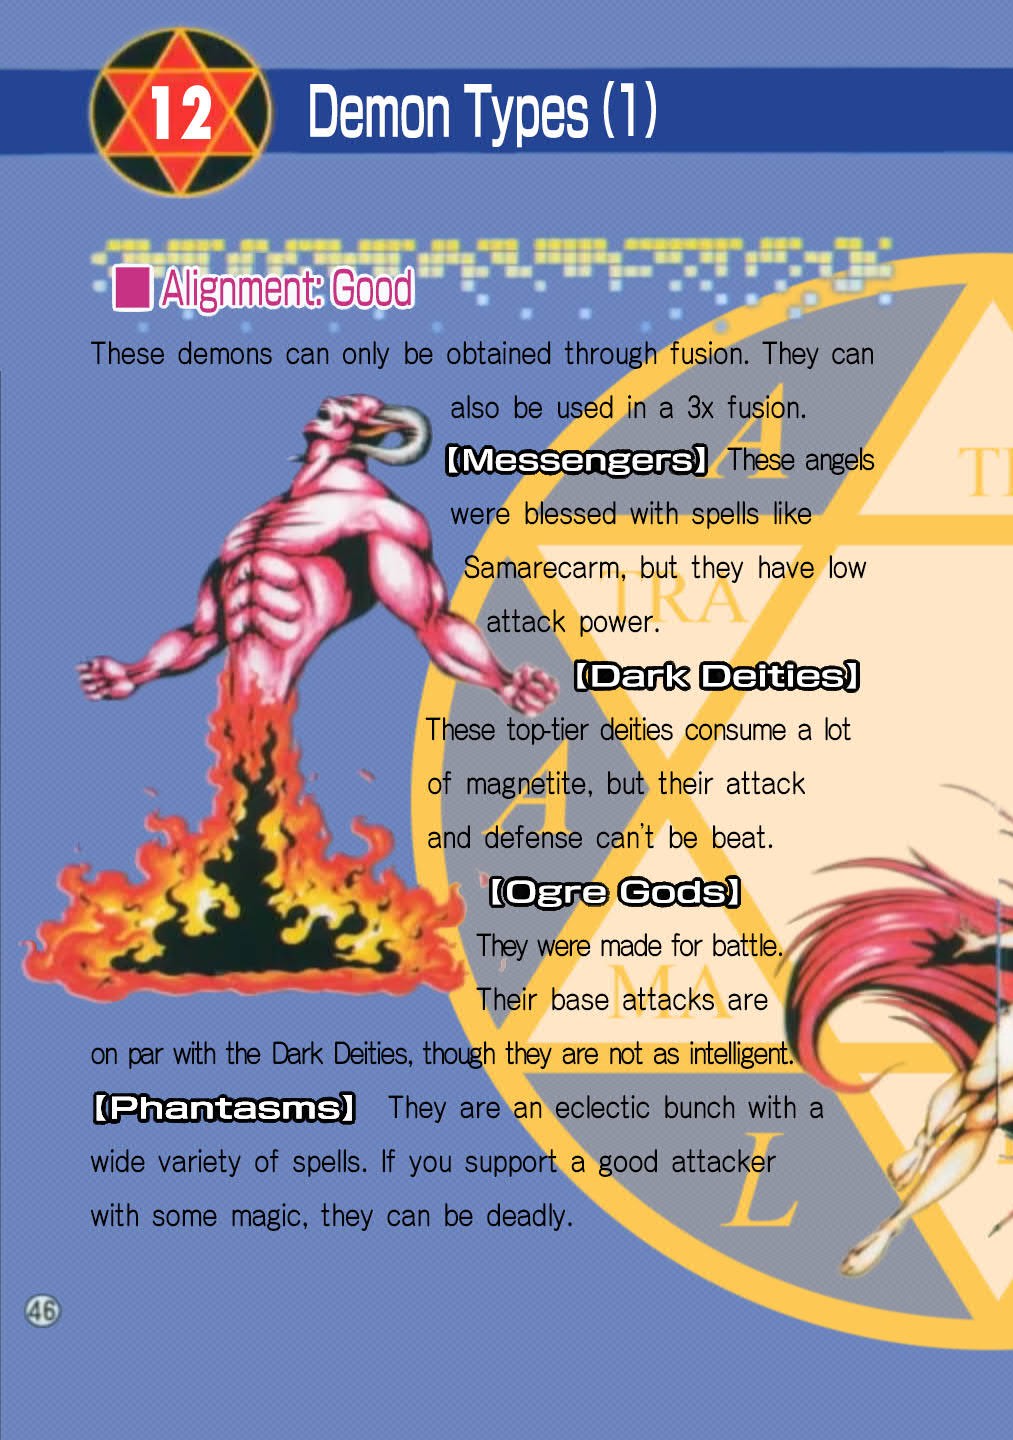 12 Demon Types (1)
Alignment: Good
These demons can only be obtained through fusion. They can
also be used in a 3x fusion.
【Messengers】 These angels
were blessed with spells like
Samarecarm, but they have low
attack power.
【Dark Deities】
These top-tier deities consume a lot
of magnetite, but their attack
and defense can't be beat.
【Ogre Gods】
They were made for battle.
Their base attacks are
on par with the Dark Deities, though they are not as intelligent.
【Phantasms】 They are an eclectic bunch with a
wide variety of spells. If you support a good attacker
with some magic, they can be deadly.
A
TRA
A
MA
L
46